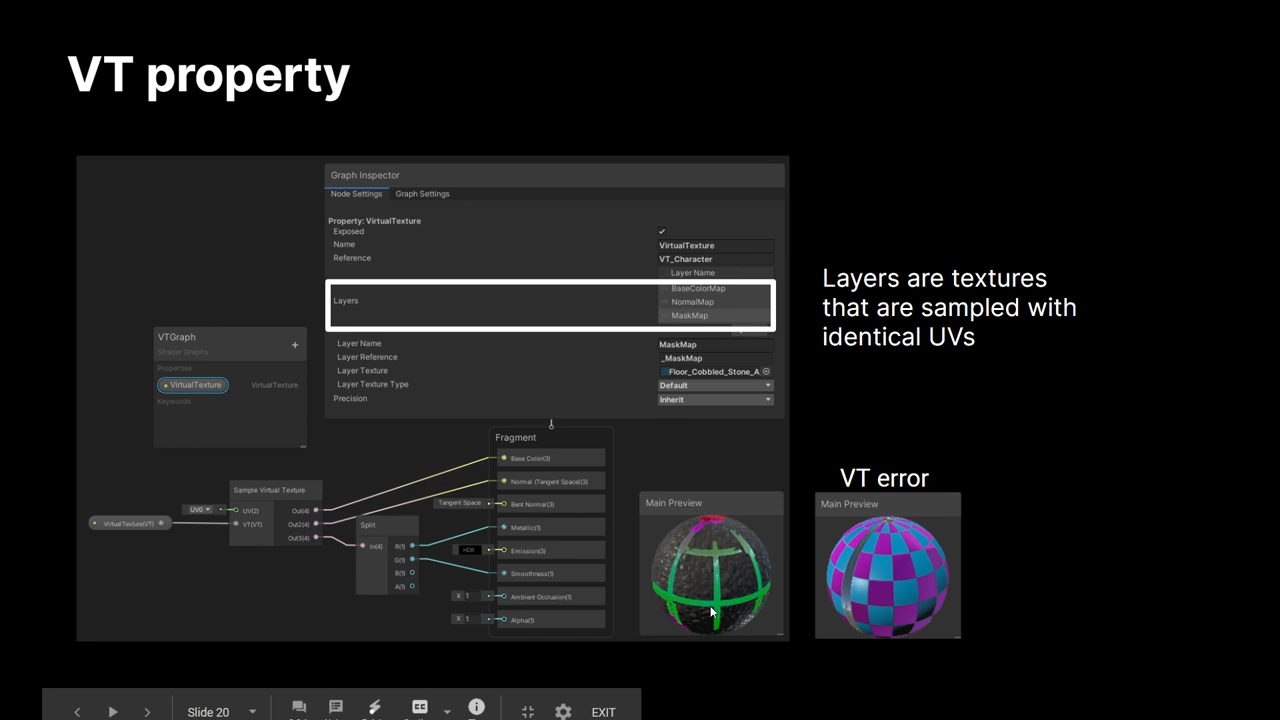 VT property
Graph Inspector
Node Settings Graph Settings
Property: VirtualTexture
Exposed
Name VirtualTexture
Reference VT_Character
Layer Name
BaseColorMap
Layers NormalMap
MaskMap
Layer Name MaskMap
Layer Reference _MaskMap
Layer Texture Floor_Cobbled_Stone_A_
Layer Texture Type Default
Precision Inherit
Layers are textures
that are sampled with
identical UVs
VTGraph
Shader Graphs
Properties
VirtualTexture VirtualTexture
Keywords
Fragment
Base Color(3)
Normal (Tangent Space)(3)
Tangent Space Bent Normal(3)
Metallic(1)
HDR Emission(3)
Smoothness(1)
X 1 Ambient Occlusion(1)
X 1 Alpha(1)
Sample Virtual Texture
UV0 UV(2) Out(4)
VirtualTexture(VT) VT(VT) Out2(4)
Out3(4)
Split
In(4) R(1)
G(1)
B(1)
A(1)
Main Preview
VT error
Main Preview
Slide 20 EXIT